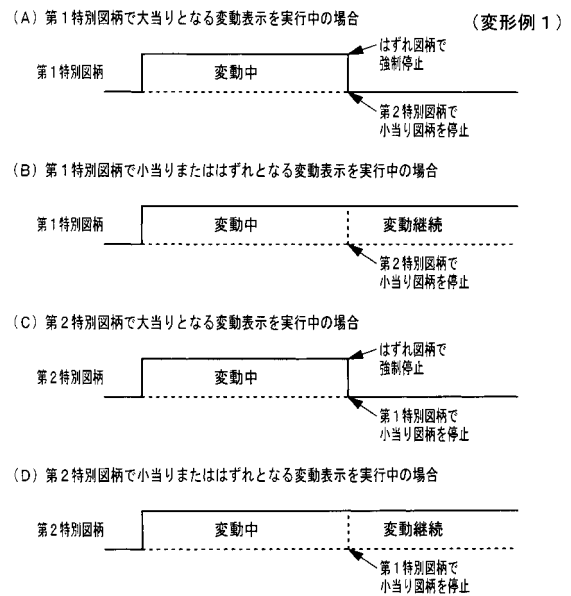 (A) 第1特別図柄で大当りとなる変動表示を実行中の場合
(変形例1)
はずれ図柄で
強制停止
第1特別図柄
変動中
第2特別図柄で
小当り図柄を停止
(B) 第1特別図柄で小当りまたははずれとなる変動表示を実行中の場合
第1特別図柄
変動中
変動継続
第2特別図柄で
小当り図柄を停止
(C) 第2特別図柄で大当りとなる変動表示を実行中の場合
はずれ図柄で
強制停止
第2特別図柄
変動中
第1特別図柄で
小当り図柄を停止
(D) 第2特別図柄で小当りまたははずれとなる変動表示を実行中の場合
第2特別図柄
変動中
変動継続
第1特別図柄で
小当り図柄を停止